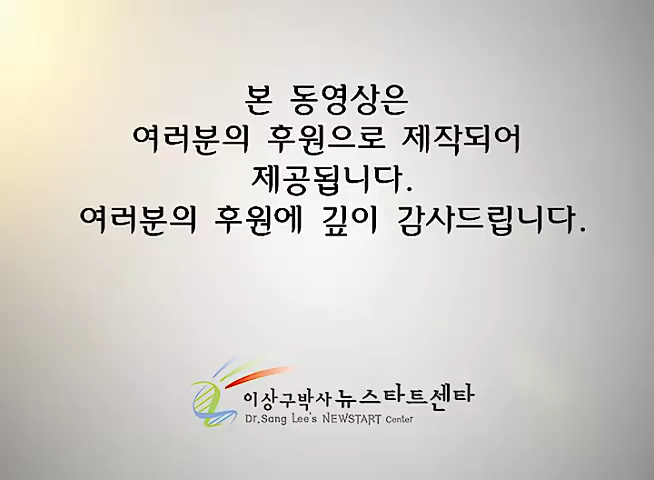 본 동영상은
여러분의 후원으로 제작되어
제공됩니다.
여러분의 후원에 깊이 감사드립니다.
이상구박사 뉴스타트센타
Dr.Sang Lee's NEWSTART Center